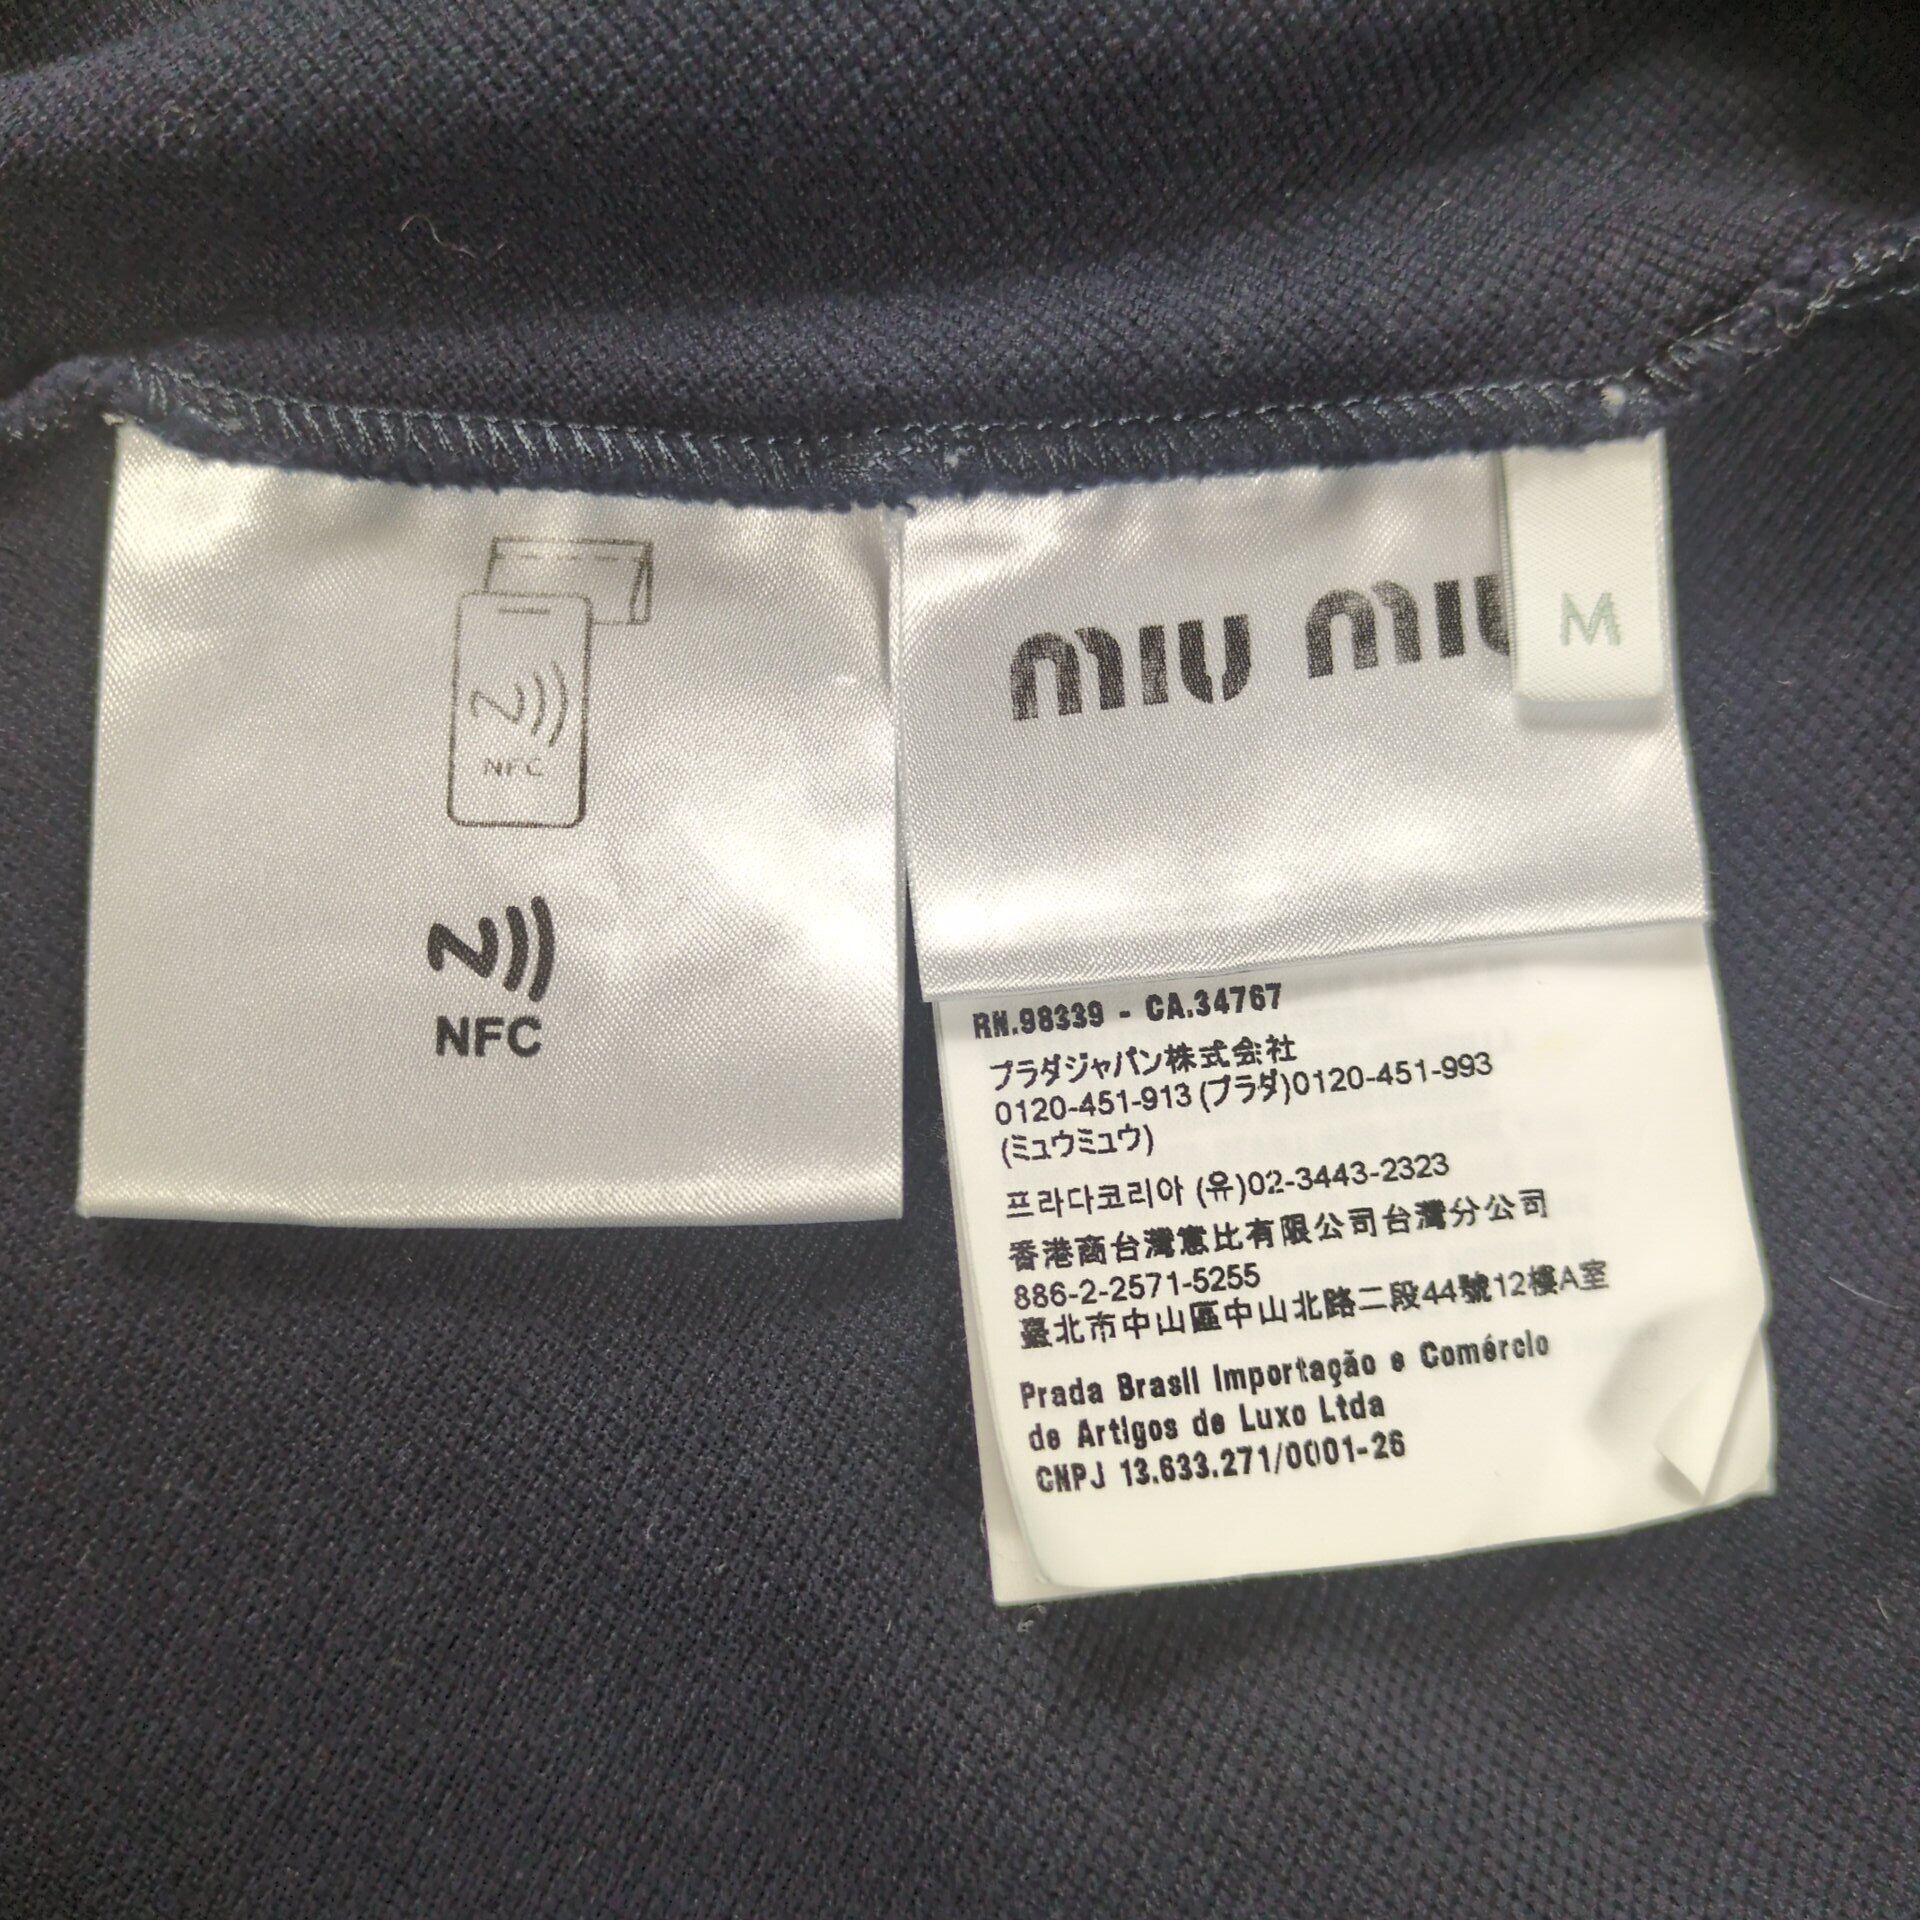 NFC
NFC
miu miu
M
RN.98339 - CA.34767
プラダジャパン株式会社
0120-451-913 (プラダ)0120-451-993
(ミュウミュウ)
프라다코리아 (유)02-3443-2323
香港商台灣惠比有限公司台灣分公司
886-2-2571-5255
臺北市中山區中山北路二段44號12樓A室
Prada Brasil Importação e Comércio
de Artigos de Luxo Ltda
CNPJ 13.633.271/0001-26